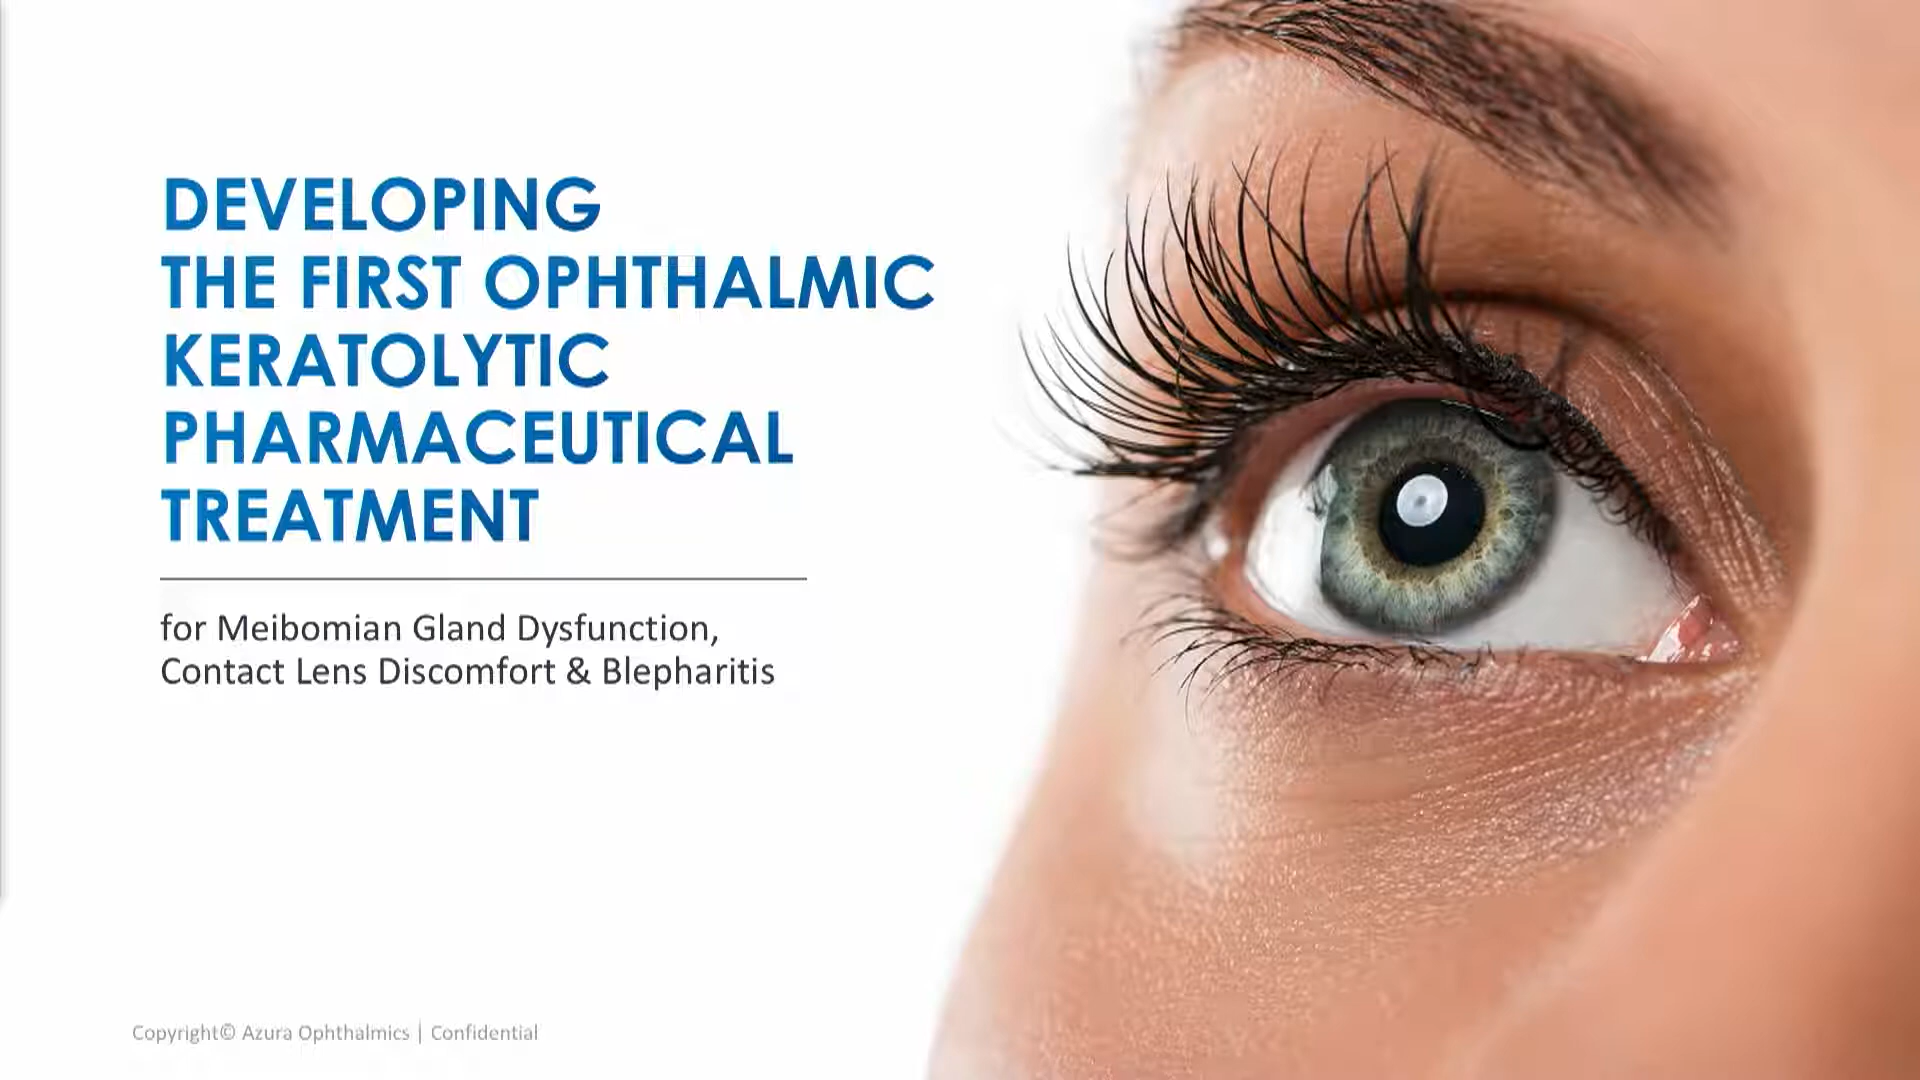 DEVELOPING
THE FIRST OPHTHALMIC
KERATOLYTIC
PHARMACEUTICAL
TREATMENT
for Meibomian Gland Dysfunction,
Contact Lens Discomfort & Blepharitis
Copyright© Azura Ophthalmics | Confidential